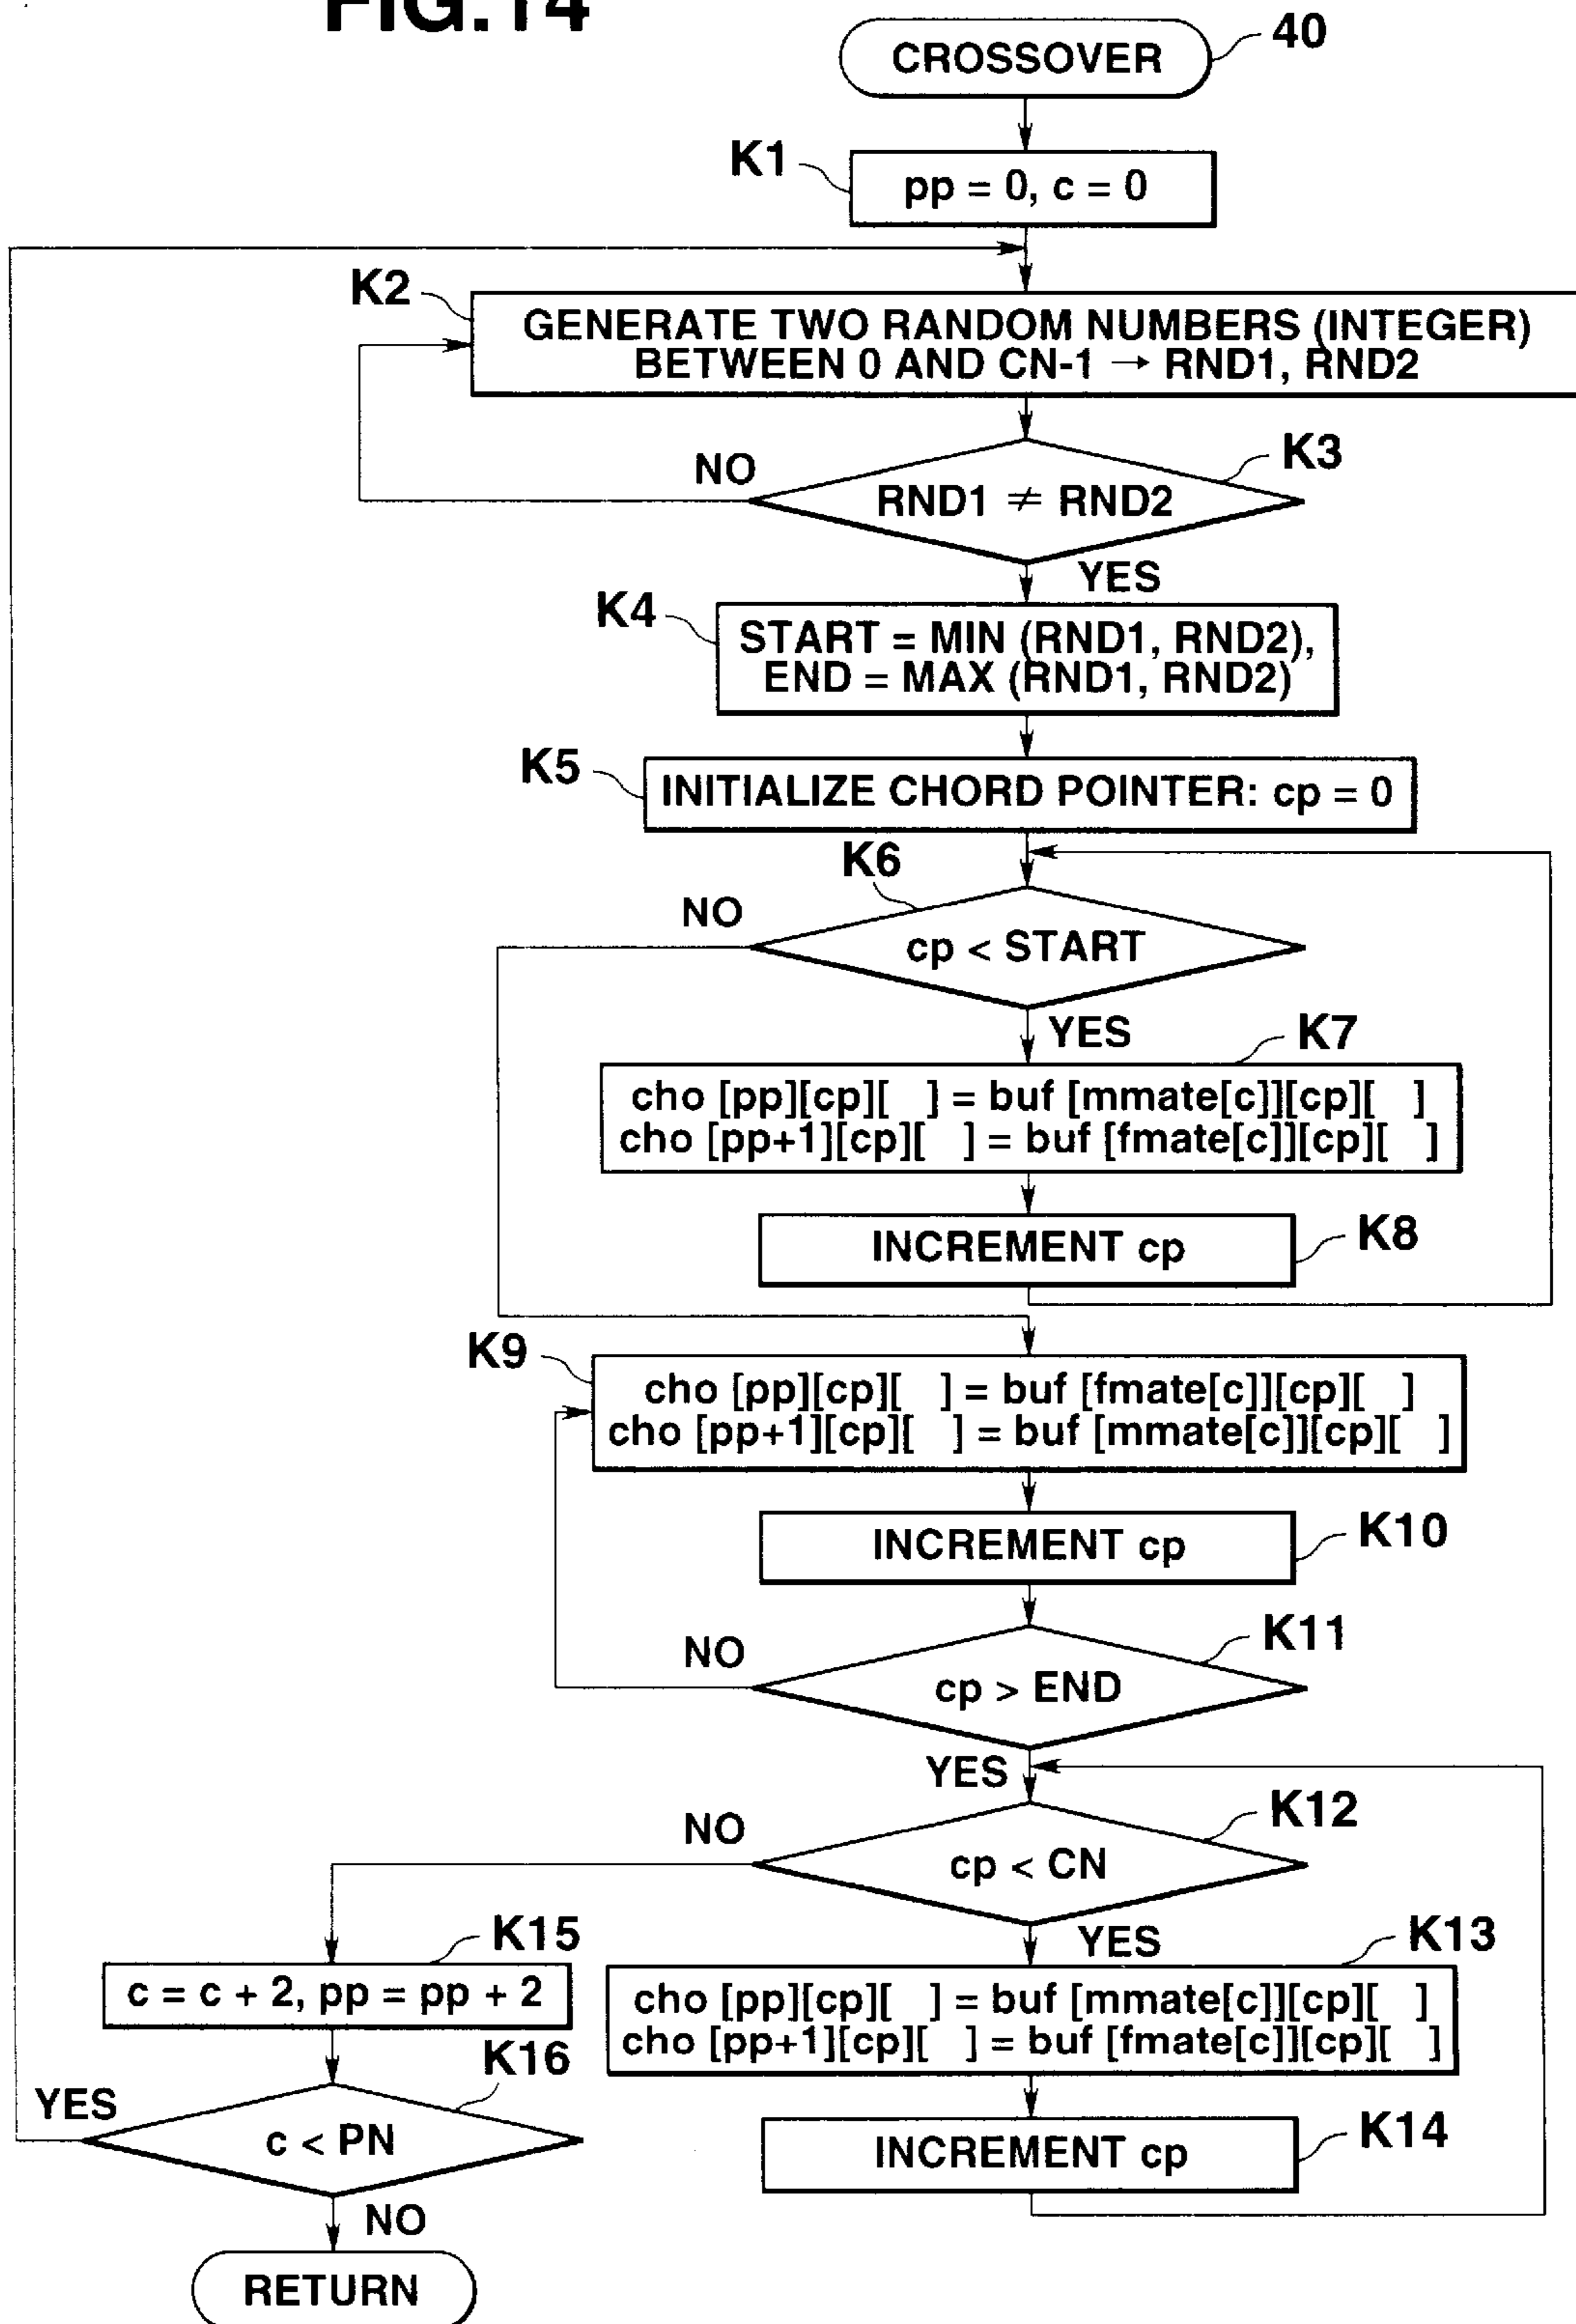 FIG.14
CROSSOVER
40
K1
pp = 0, c = 0
K2
GENERATE TWO RANDOM NUMBERS (INTEGER)
BETWEEN 0 AND CN-1 → RND1, RND2
K3
NO
RND1 ≠ RND2
YES
K4
START = MIN (RND1, RND2),
END = MAX (RND1, RND2)
K5
INITIALIZE CHORD POINTER: cp = 0
K6
NO
cp < START
YES
K7
cho [pp][cp][ ] = buf [mmate[c]][cp][ ]
cho [pp+1][cp][ ] = buf [fmate[c]][cp][ ]
INCREMENT cp
K8
K9
cho [pp][cp][ ] = buf [fmate[c]][cp][ ]
cho [pp+1][cp][ ] = buf [mmate[c]][cp][ ]
INCREMENT cp
K10
K11
NO
cp > END
YES
K12
NO
cp < CN
YES
K13
cho [pp][cp][ ] = buf [mmate[c]][cp][ ]
cho [pp+1][cp][ ] = buf [fmate[c]][cp][ ]
INCREMENT cp
K14
K15
c = c + 2, pp = pp + 2
K16
YES
c < PN
NO
RETURN